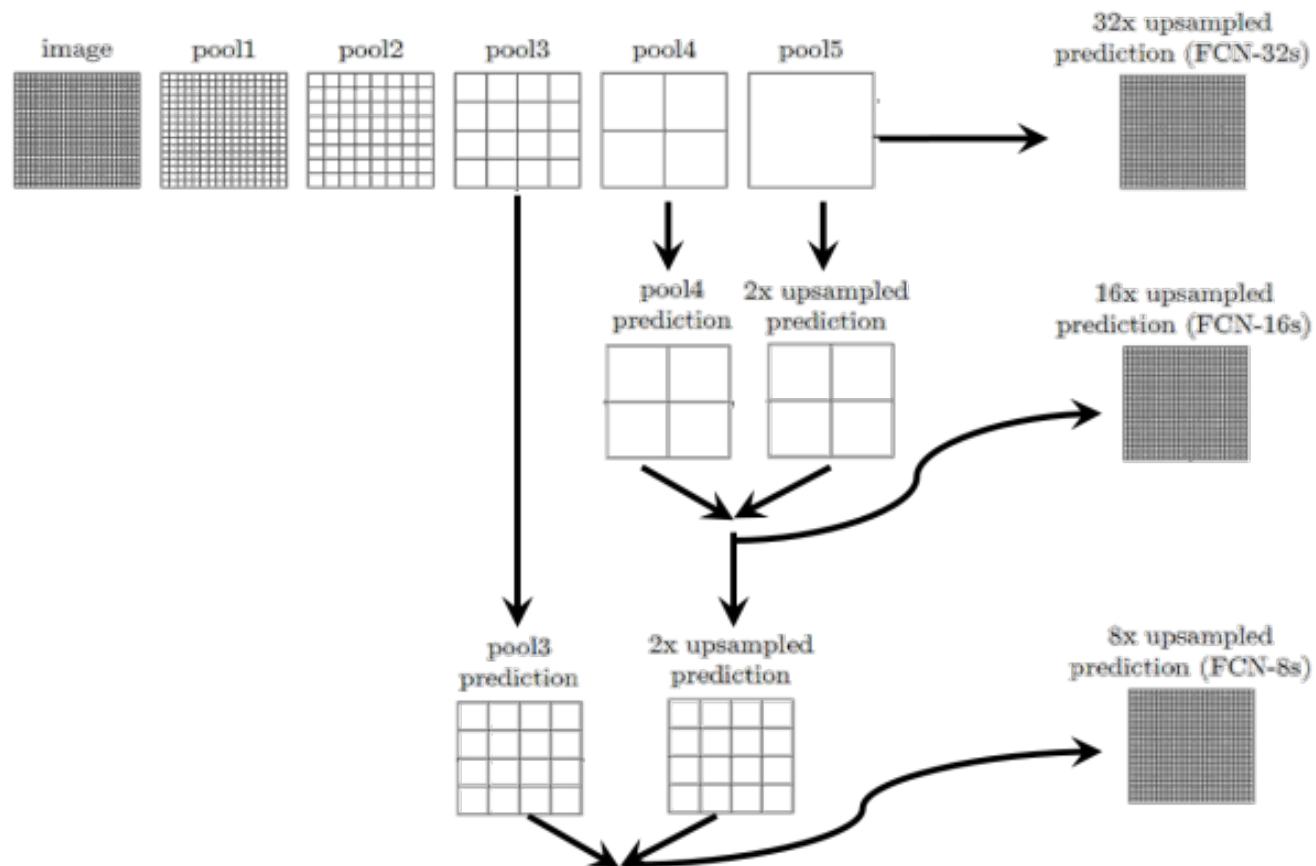 image
pool1
pool2
pool3
pool4
pool5
32x upsampled
prediction (FCN-32s)
pool4
prediction
2x upsampled
prediction
16x upsampled
prediction (FCN-16s)
pool3
prediction
2x upsampled
prediction
8x upsampled
prediction (FCN-8s)